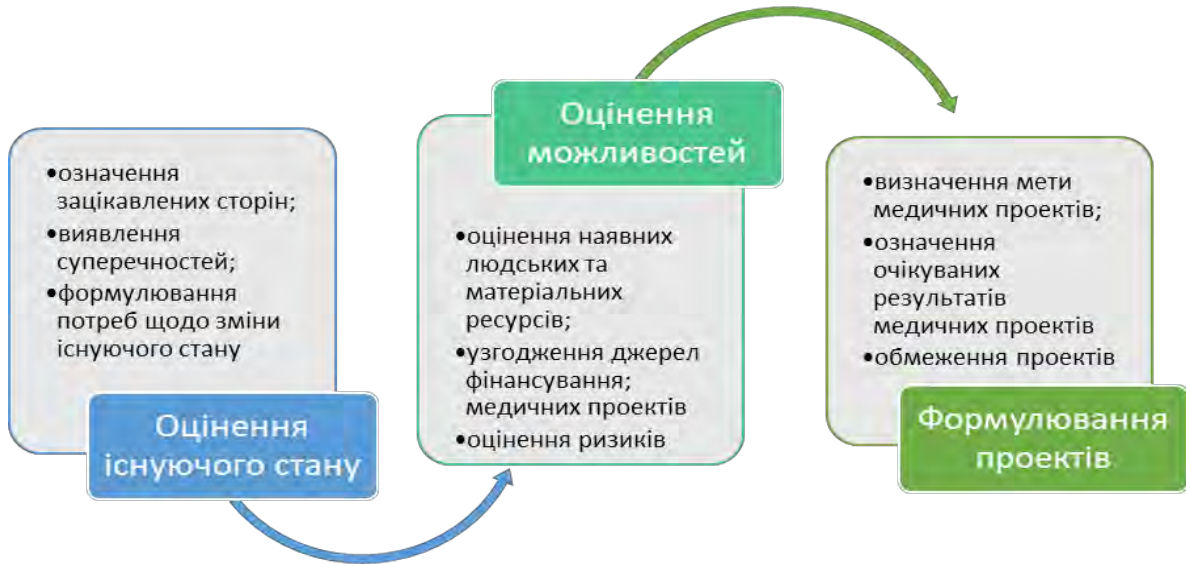 •означення
зацікавлених сторін;
•виявлення
суперечностей;
•формулювання
потреб щодо зміни
існуючого стану
Оцінення
існуючого стану
Оцінення
можливостей
•оцінення наявних
людських та
матеріальних
ресурсів;
•узгодження джерел
фінансування;
медичних проектів
•оцінення ризиків
•визначення мети
медичних проектів;
•означення
очікуваних
результатів
медичних проектів
•обмеження проектів
Формулювання
проектів